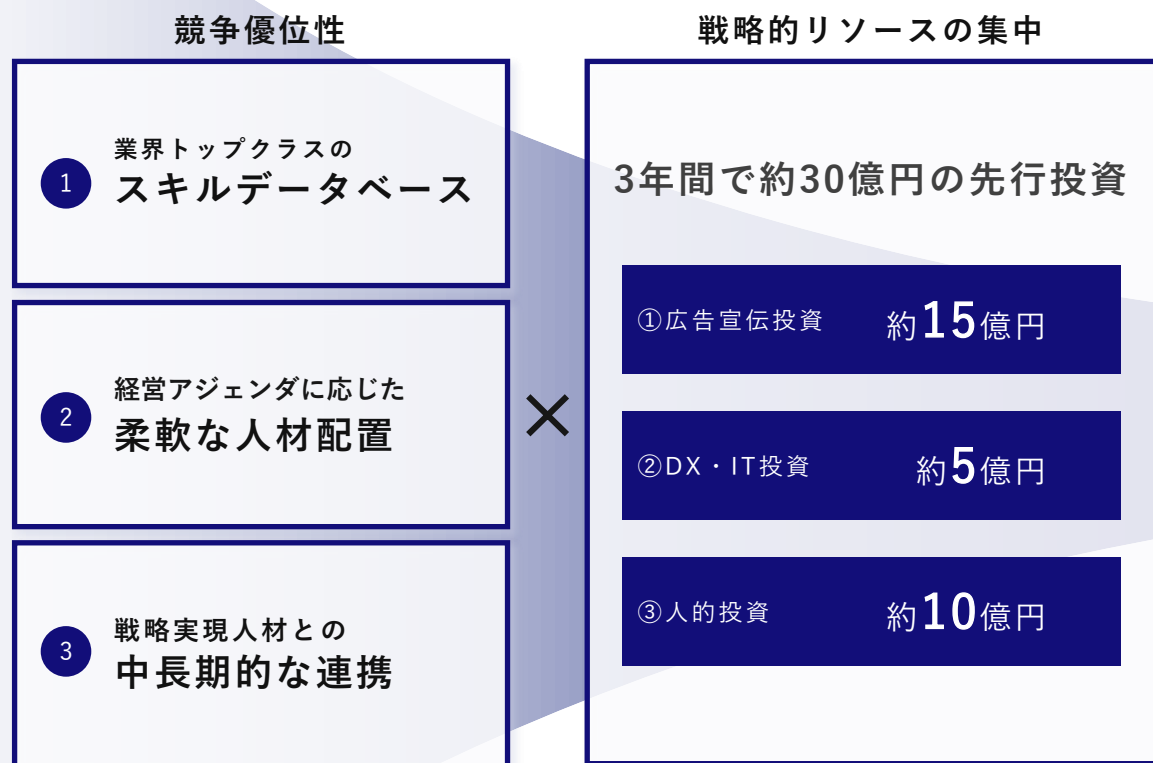 競争優位性
1
業界トップクラスの
スキルデータベース
2
経営アジェンダに応じた
柔軟な人材配置
3
戦略実現人材との
中長期的な連携
×
戦略的リソースの集中
3年間で約30億円の先行投資
①広告宣伝投資 約15億円
②DX・IT投資 約5億円
③人的投資 約10億円